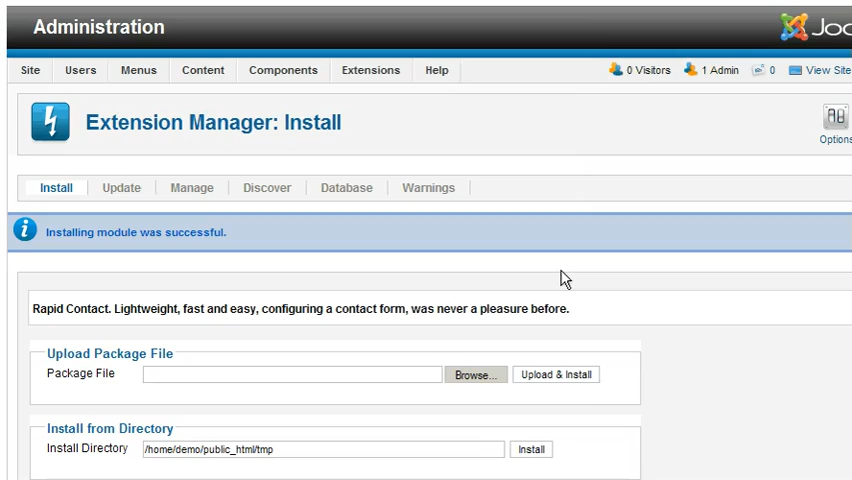 Administration
Site Users Menus Content Components Extensions Help 0 Visitors 1 Admin 0 View Site
Extension Manager: Install
Options
Install Update Manage Discover Database Warnings
Installing module was successful.
Rapid Contact. Lightweight, fast and easy, configuring a contact form, was never a pleasure before.
Upload Package File
Package File Browse... Upload & Install
Install from Directory
Install Directory /home/demo/public_html/tmp Install